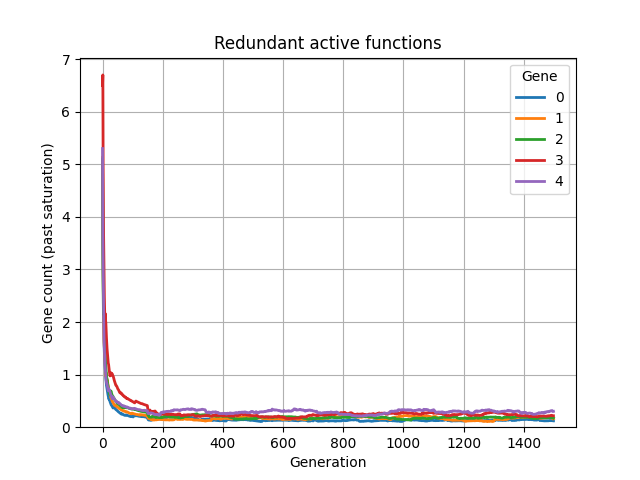 Redundant active functions
Gene count (past saturation)
7
6
5
4
3
2
1
0
0 200 400 600 800 1000 1200 1400
Generation
Gene
0
1
2
3
4